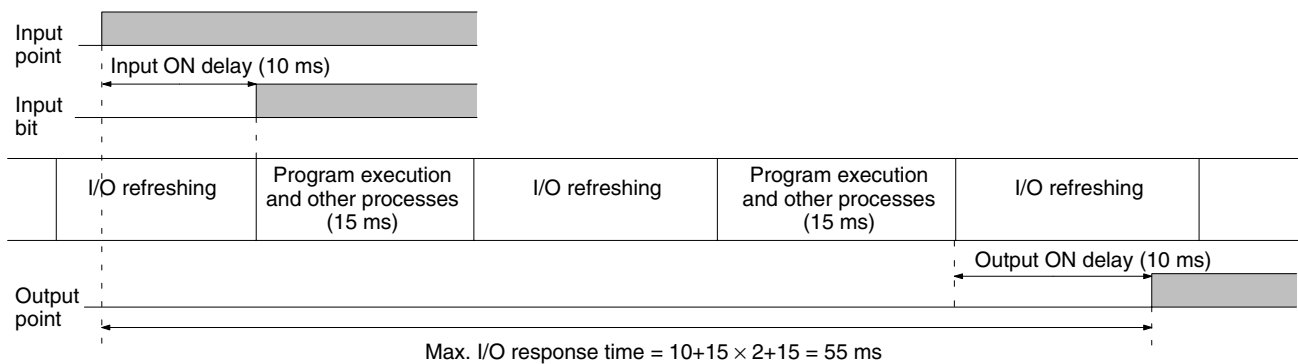 Input
point
Input ON delay (10 ms)
Input
bit
I/O refreshing
Program execution
and other processes
(15 ms)
I/O refreshing
Program execution
and other processes
(15 ms)
I/O refreshing
Output ON delay (10 ms)
Output
point
Max. I/O response time = 10+15 × 2+15 = 55 ms